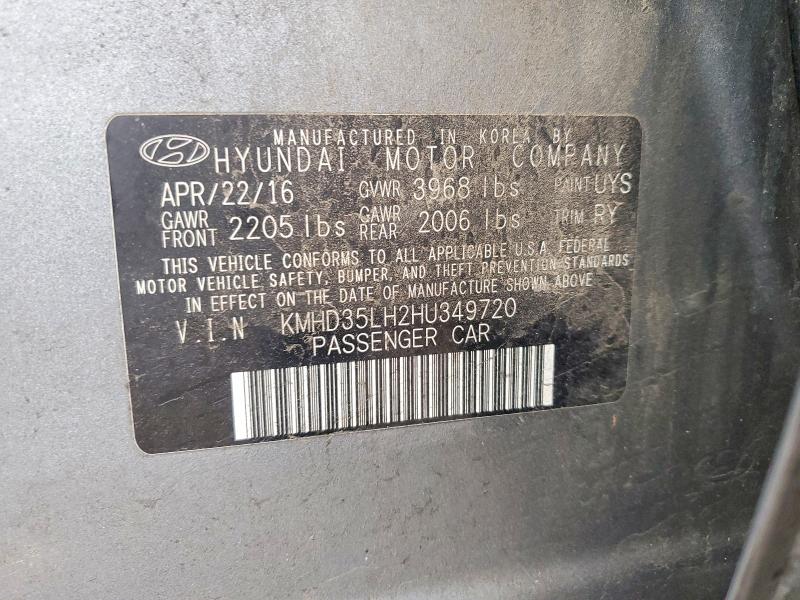 MANUFACTURED IN KOREA BY
HYUNDAI MOTOR COMPANY
APR/22/16 GVWR 3968 lbs PAINT UYS
GAWR FRONT 2205 lbs GAWR REAR 2006 lbs TRIM RY
THIS VEHICLE CONFORMS TO ALL APPLICABLE U.S.A. FEDERAL
MOTOR VEHICLE SAFETY, BUMPER, AND THEFT PREVENTION STANDARDS
IN EFFECT ON THE DATE OF MANUFACTURE SHOWN ABOVE
V.I.N KMHD35LH2HU349720
PASSENGER CAR